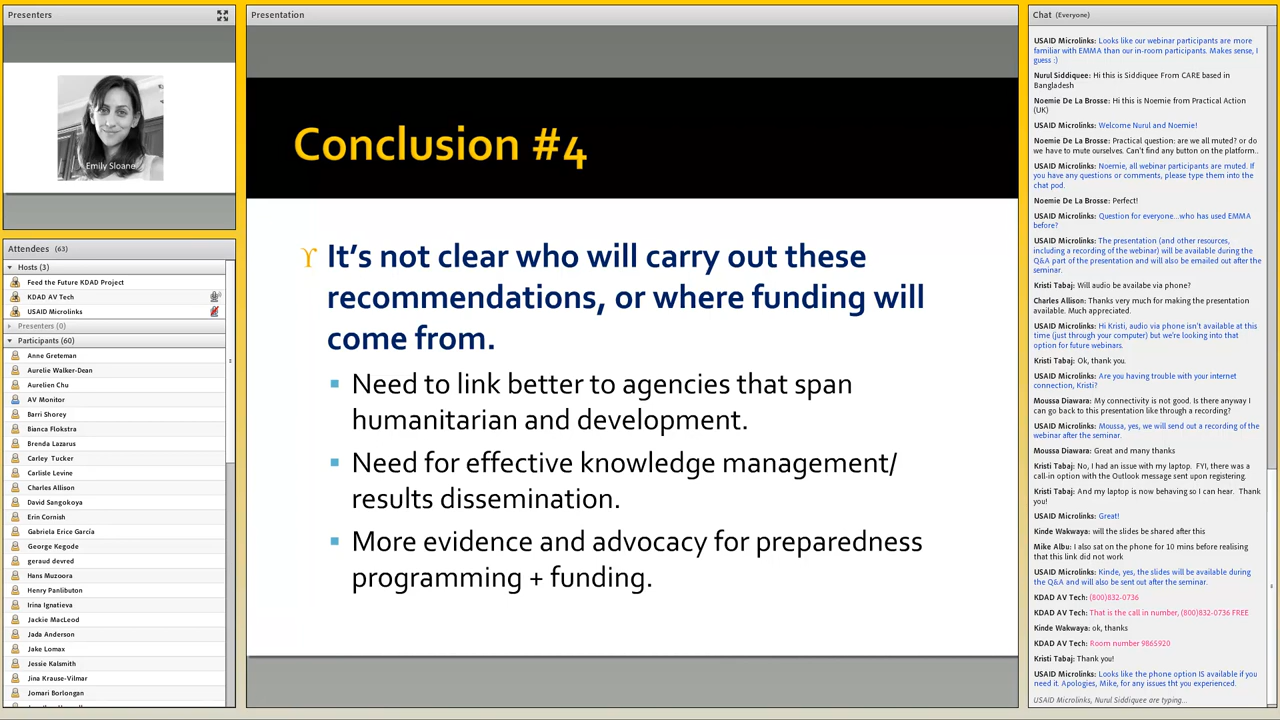 Presenters
Emily Sloane
Attendees (63)
Hosts (3)
Feed the Future KDAD Project
KDAD AV Tech
USAID Microlinks
Presenters (0)
Participants (60)
Anne Greteman
Aurelie Walker-Dean
Aurelien Chu
AV Monitor
Barri Shorey
Bianca Flokstra
Brenda Lazarus
Carley Tucker
Carlisle Levine
Charles Allison
David Sangokoya
Erin Cornish
Gabriela Erice García
George Kegode
geraud devred
Hans Muzoora
Henry Panlibuton
Irina Ignatieva
Jackie MacLeod
Jada Anderson
Jake Lomax
Jessie Kalsmith
Jina Krause-Vilmar
Jomari Borlongan
Presentation
Conclusion #4
It's not clear who will carry out these
recommendations, or where funding will
come from.
Need to link better to agencies that span
humanitarian and development.
Need for effective knowledge management/
results dissemination.
More evidence and advocacy for preparedness
programming + funding.
Chat (Everyone)
USAID Microlinks: Looks like our webinar participants are more
familiar with EMMA than our in-room participants. Makes sense, I
guess :)
Nurul Siddiquee: Hi this is Siddiquee From CARE based in
Bangladesh
Noemie De La Brosse: Hi this is Noemie from Practical Action
(UK)
USAID Microlinks: Welcome Nurul and Noemie!
Noemie De La Brosse: Practical question: are we all muted? or do
we have to mute ourselves. Can't find any button on the platform..
USAID Microlinks: Noemie, all webinar participants are muted. If
you have any questions or comments, please type them into the
chat pod.
Noemie De La Brosse: Perfect!
USAID Microlinks: Question for everyone...who has used EMMA
before?
USAID Microlinks: The presentation (and other resources,
including a recording of the webinar) will be available during the
Q&A part of the presentation and will also be emailed out after the
seminar.
Kristi Tabaj: Will audio be availabe via phone?
Charles Allison: Thanks very much for making the presentation
available. Much appreciated.
USAID Microlinks: Hi Kristi, audio via phone isn't available at this
time (just through your computer) but we're looking into that
option for future webinars.
Kristi Tabaj: Ok, thank you.
USAID Microlinks: Are you having trouble with your internet
connection, Kristi?
Moussa Diawara: My connectivity is not good. Is there anyway I
can go back to this presentation like through a recording?
USAID Microlinks: Moussa, yes, we will send out a recording of the
webinar after the seminar.
Moussa Diawara: Great and many thanks
Kristi Tabaj: No, I had an issue with my laptop. FYI, there was a
call-in option with the Outlook message sent upon registering.
Kristi Tabaj: And my laptop is now behaving so I can hear. Thank
you!
USAID Microlinks: Great!
Kinde Wakwaya: will the slides be shared after this
Mike Albu: I also sat on the phone for 10 mins before realising
that this link did not work
USAID Microlinks: Kinde, yes, the slides will be available during
the Q&A and will also be sent out after the seminar.
KDAD AV Tech: (800)832-0736
KDAD AV Tech: That is the call in number, (800)832-0736 FREE
Kinde Wakwaya: ok, thanks
KDAD AV Tech: Room number 9865920
Kristi Tabaj: Thank you!
USAID Microlinks: Looks like the phone option IS available if you
need it. Apologies, Mike, for any issues tht you experienced.
USAID Microlinks, Nurul Siddiquee are typing...